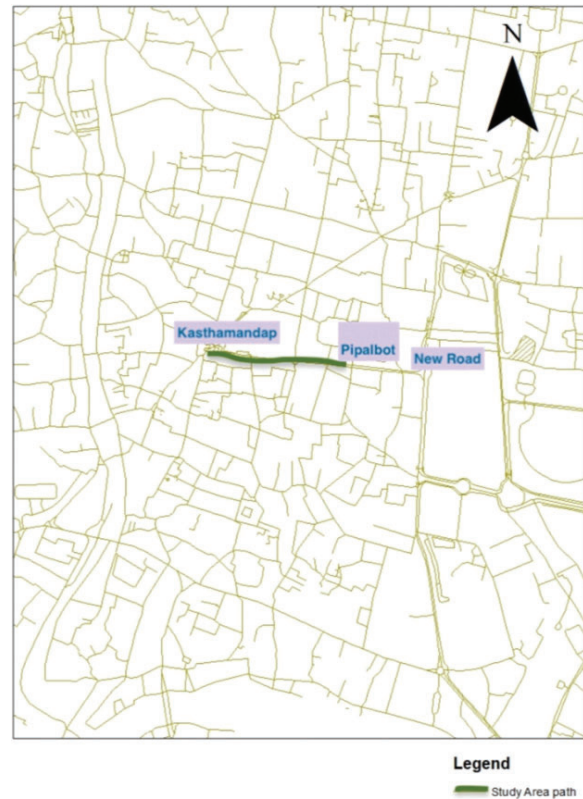 N
Kasthamandap
Pipalbot
New Road
Legend
Study Area path